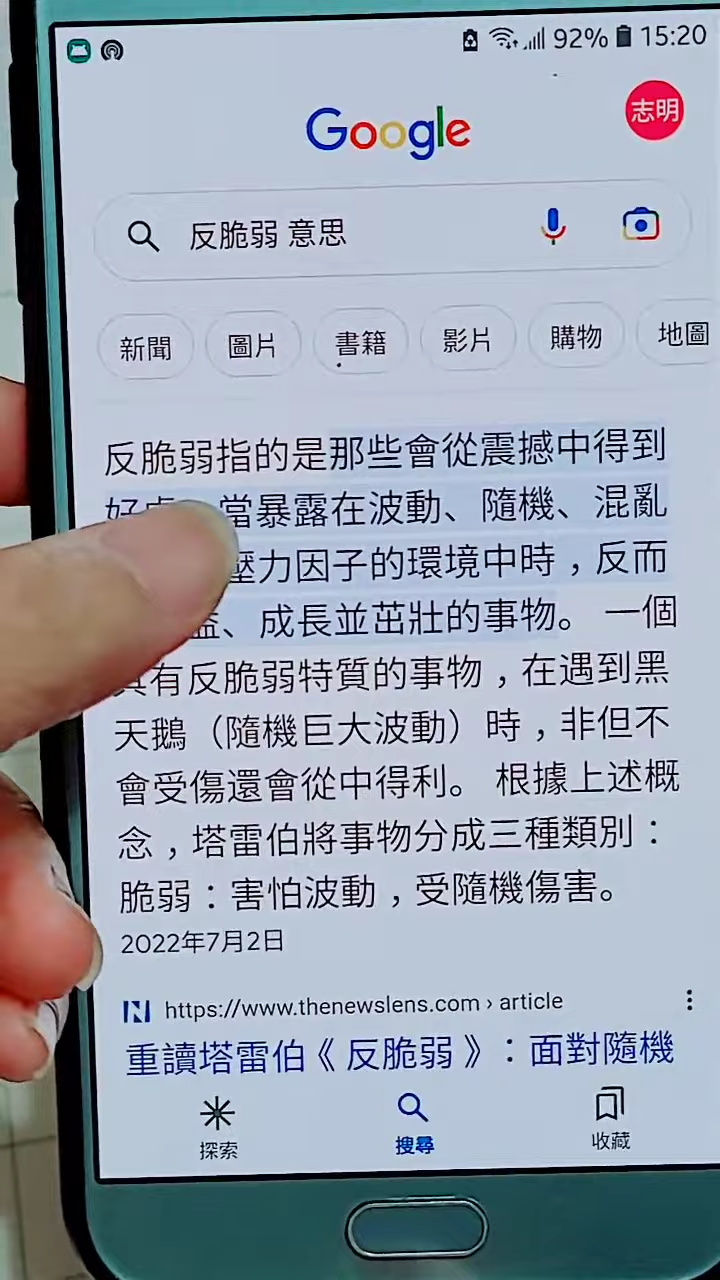 92% 15:20
Google
志明
反脆弱 意思
新聞 圖片 書籍 影片 購物 地圖
反脆弱指的是那些會從震撼中得到
好 當暴露在波動、隨機、混亂
壓力因子的環境中時，反而
益、成長並茁壯的事物。 一個
具有反脆弱特質的事物，在遇到黑
天鵝（隨機巨大波動）時，非但不
會受傷還會從中得利。 根據上述概
念，塔雷伯將事物分成三種類別：
脆弱：害怕波動，受隨機傷害。
2022年7月2日
https://www.thenewslens.com › article
重讀塔雷伯《 反脆弱 》：面對隨機
探索 搜尋 收藏